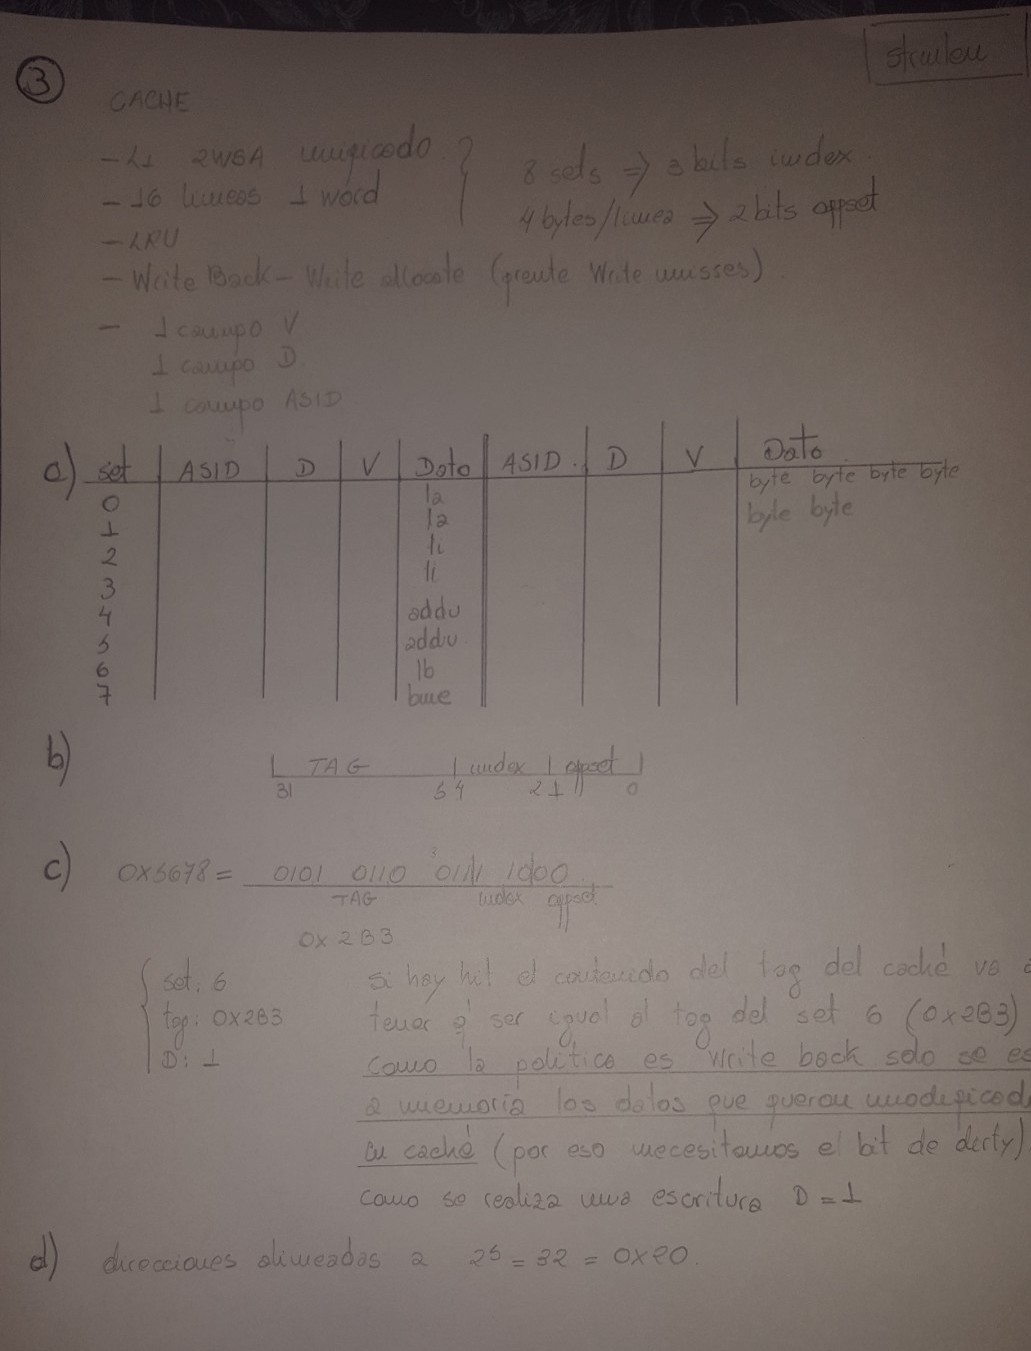 3
CACHE
- L1 2WSA unificado
- 16 lineas 1 word
8 sets => 3 bits index
4 bytes/linea => 2 bits offset
- LRU
- Write Back - Write allocate (frente Write misses).
- 1 campo V
1 campo D
1 campo ASID
a) set ASID D V Dato ASID D V Dato
0 la byte byte byte byte
1 la byte byte
2 li
3 li
4 addu
5 addu
6 lb
7 bne
b) TAG index offset
31 5 4 2 1 0
c) 0x5678 = 0101 0110 0111 1000
TAG index offset
0x2B3
set: 6
tag: 0x2B3
D: 1
si hay hit el contenido del tag del caché va a
tener q' ser igual al tag del set 6 (0x2B3)
como la política es write back solo se es
a memoria los datos que fueron modificad
en caché (por eso necesitamos el bit de dirty)
como se realiza una escritura D = 1
d) direcciones alineadas a 2^5 = 32 = 0x20.